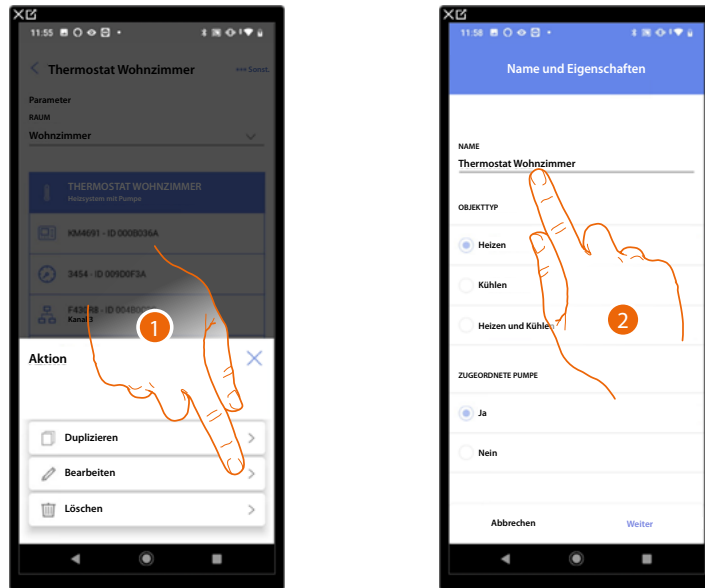 11:55
Thermostat Wohnzimmer
Sonst.
Parameter
RAUM
Wohnzimmer
THERMOSTAT WOHNZIMMER
Heizsystem mit Pumpe
KM4691 - ID 000B036A
3454 - ID 009D0F3A
Kanal 3
1
Aktion
Duplizieren
Bearbeiten
Löschen
11:58
Name und Eigenschaften
NAME
Thermostat Wohnzimmer
OBJEKTTYP
Heizen
Kühlen
Heizen und Kühlen
2
ZUGEORDNETE PUMPE
Ja
Nein
Abbrechen Weiter